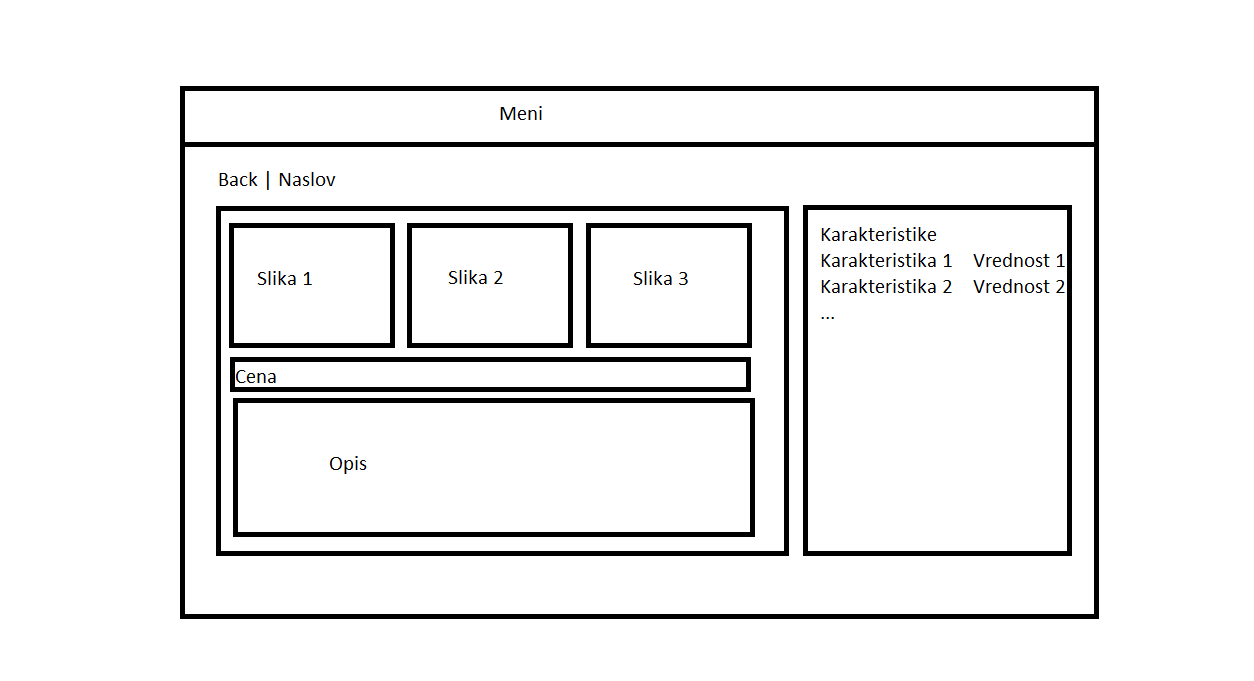 Meni
Back | Naslov
Slika 1
Slika 2
Slika 3
Cena
Opis
Karakteristike
Karakteristika 1 Vrednost 1
Karakteristika 2 Vrednost 2
...